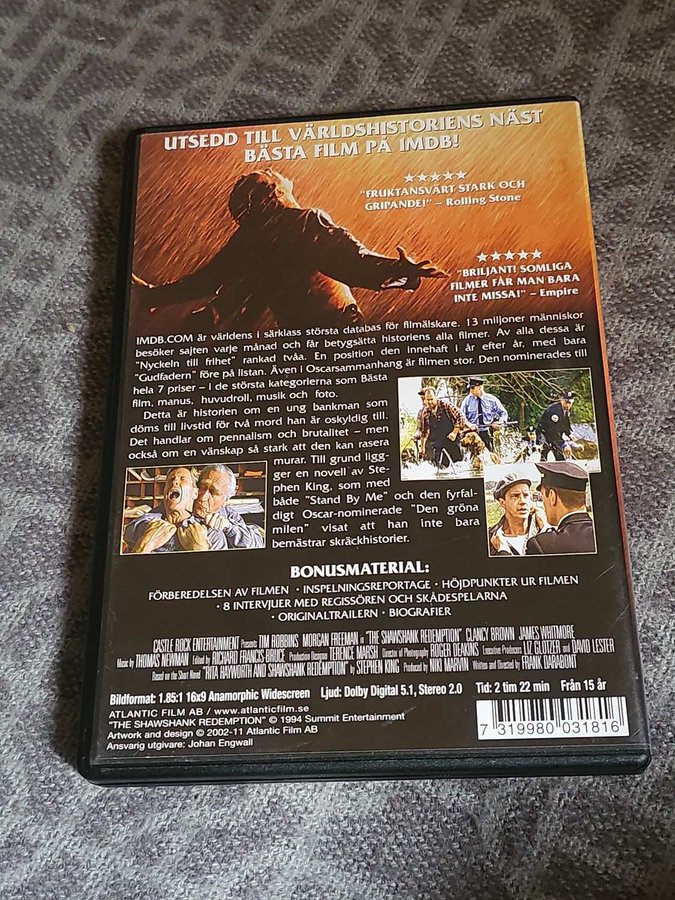 UTSEDD TILL VÄRLDSHISTORIENS NÄST
BÄSTA FILM PÅ IMDB!
"FRUKTANSVÄRT STARK OCH
GRIPANDE!" – Rolling Stone
"BRILJANT! SOMLIGA
FILMER FÅR MAN BARA
INTE MISSA!" – Empire
IMDB.COM är världens i särklass största databas för filmälskare. 13 miljoner människor
besöker sajten varje månad och får betygsätta historiens alla filmer. Av alla dessa är
"Nyckeln till frihet" rankad tvåa. En position den innehaft i år efter år, med bara
"Gudfadern" före på listan. Även i Oscarsammanhang är filmen stor. Den nominerades till
hela 7 priser – i de största kategorierna som Bästa
film, manus, huvudroll, musik och foto.
Detta är historien om en ung bankman som
döms till livstid för två mord han är oskyldig till.
Det handlar om pennalism och brutalitet – men
också om en vänskap så stark att den kan rasera
murar. Till grund lig-
ger en novell av Ste-
phen King, som med
både "Stand By Me" och den fyrfal-
digt Oscar-nominerade "Den gröna
milen" visat att han inte bara
bemästrar skräckhistorier.
BONUSMATERIAL:
FÖRBEREDELSEN AV FILMEN · INSPELNINGSREPORTAGE · HÖJDPUNKTER UR FILMEN
· 8 INTERVJUER MED REGISSÖREN OCH SKÅDESPELARNA
· ORIGINALTRAILERN · BIOGRAFIER
CASTLE ROCK ENTERTAINMENT Presents TIM ROBBINS MORGAN FREEMAN in "THE SHAWSHANK REDEMPTION" CLANCY BROWN JAMES WHITMORE
Music by THOMAS NEWMAN Edited by RICHARD FRANCIS-BRUCE Production Designer TERENCE MARSH Director of Photography ROGER DEAKINS Executive Producers LIZ GLOTZER and DAVID LESTER
Based on the Short Novel "RITA HAYWORTH AND SHAWSHANK REDEMPTION" by STEPHEN KING Produced by NIKI MARVIN Written and Directed by FRANK DARABONT
Bildformat: 1.85:1 16x9 Anamorphic Widescreen Ljud: Dolby Digital 5.1, Stereo 2.0 Tid: 2 tim 22 min Från 15 år
ATLANTIC FILM AB / www.atlanticfilm.se
"THE SHAWSHANK REDEMPTION" © 1994 Summit Entertainment
Artwork and design © 2002-11 Atlantic Film AB
Ansvarig utgivare: Johan Engwall
7 319980 031816